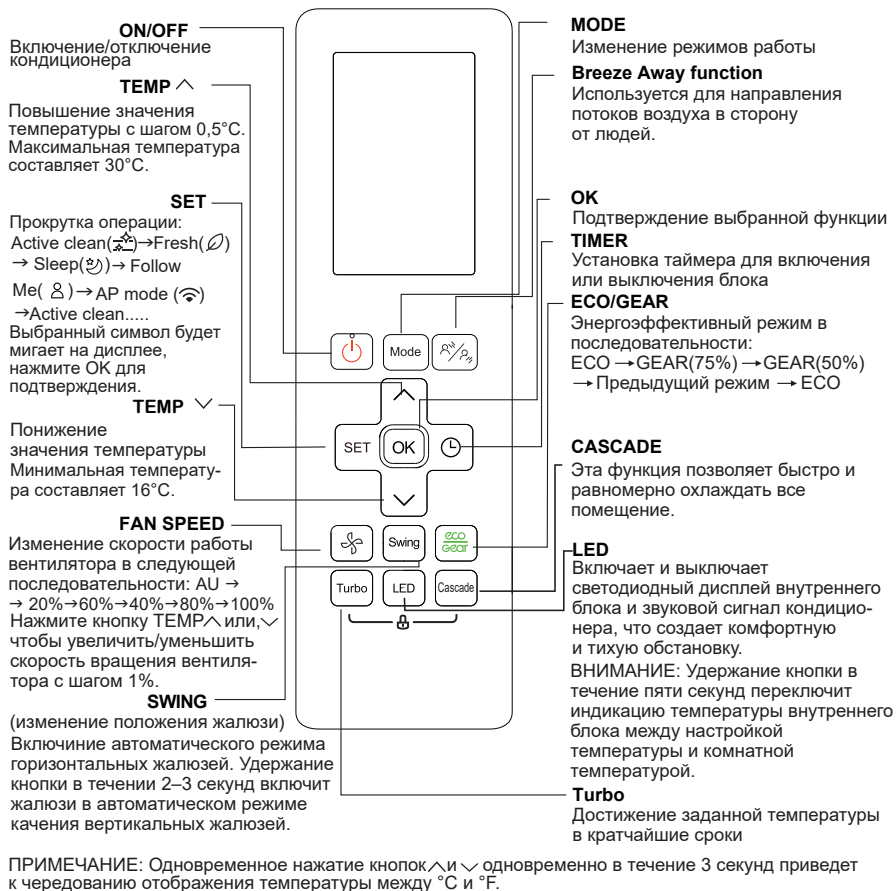 ON/OFF
Включение/отключение
кондиционера
TEMP ︿
Повышение значения
температуры с шагом 0,5°C.
Максимальная температура
составляет 30°C.
SET
Прокрутка операции:
Active clean( )→Fresh( )
→ Sleep( )→ Follow
Me( )→AP mode ( )
→Active clean.....
Выбранный символ будет
мигает на дисплее,
нажмите OK для
подтверждения.
TEMP ﹀
Понижение
значения температуры
Минимальная температу-
ра составляет 16°C.
FAN SPEED
Изменение скорости работы
вентилятора в следующей
последовательности: AU →
→ 20%→60%→40%→80%→100%
Нажмите кнопку TEMP︿или,﹀
чтобы увеличить/уменьшить
скорость вращения вентиля-
тора с шагом 1%.
SWING
(изменение положения жалюзи)
Включиние автоматического режима
горизонтальных жалюзей. Удержание
кнопки в течении 2–3 секунд включит
жалюзи в автоматическом режиме
качения вертикальных жалюзей.
Mode
SET
OK
Swing
eco
Gear
Turbo
LED
Cascade
MODE
Изменение режимов работы
Breeze Away function
Используется для направления
потоков воздуха в сторону
от людей.
OK
Подтверждение выбранной функции
TIMER
Установка таймера для включения
или выключения блока
ECO/GEAR
Энергоэффективный режим в
последовательности:
ECO →GEAR(75%) →GEAR(50%)
→ Предыдущий режим → ECO
CASCADE
Эта функция позволяет быстро и
равномерно охлаждать все
помещение.
LED
Включает и выключает
светодиодный дисплей внутреннего
блока и звуковой сигнал кондицио-
нера, что создает комфортную
и тихую обстановку.
ВНИМАНИЕ: Удержание кнопки в
течение пяти секунд переключит
индикацию температуры внутреннего
блока между настройкой
температуры и комнатной
температурой.
Turbo
Достижение заданной температуры
в кратчайшие сроки
ПРИМЕЧАНИЕ: Одновременное нажатие кнопок︿и﹀одновременно в течение 3 секунд приведет
к чередованию отображения температуры между °C и °F.